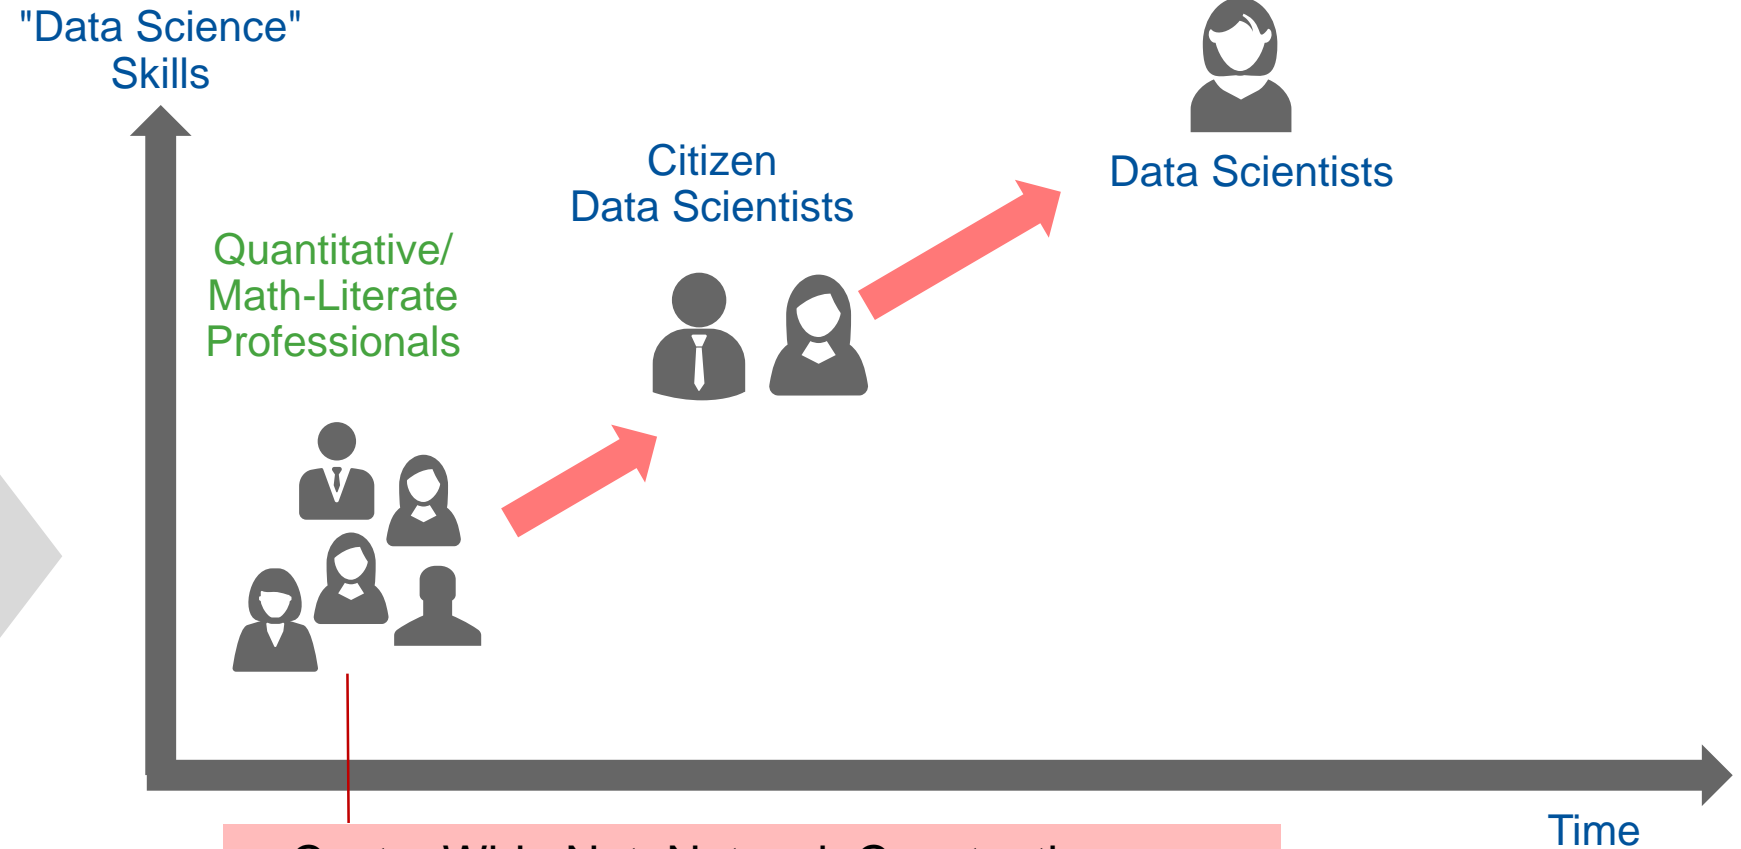 "Data Science"
Skills
Citizen
Data Scientists
Data Scientists
Quantitative/
Math-Literate
Professionals
Time